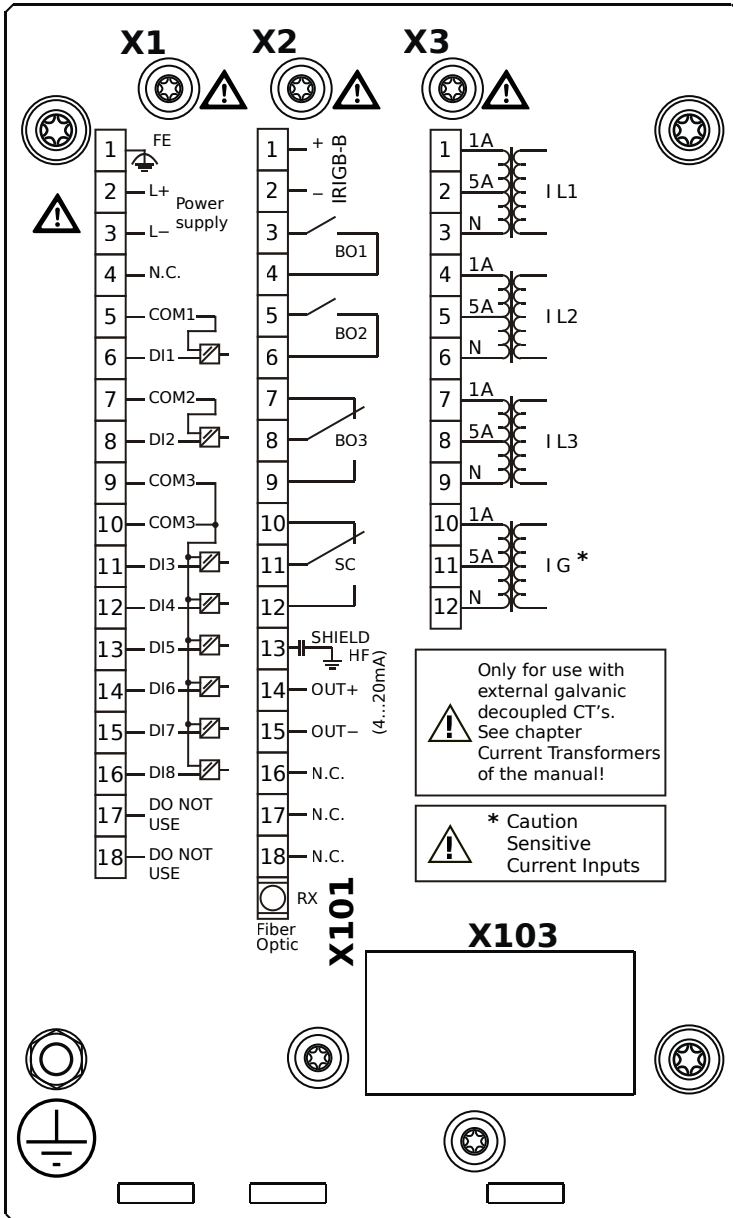 X1
1 FE
2 L+
Power
supply
3 L−
4 N.C.
5 COM1
6 DI1
7 COM2
8 DI2
9 COM3
10 COM3
11 DI3
12 DI4
13 DI5
14 DI6
15 DI7
16 DI8
17 DO NOT
USE
18 DO NOT
USE
X2
1 +
IRIGB-B
2 −
3
BO1
4
5
BO2
6
7
8 BO3
9
10
11 SC
12
13 SHIELD
HF
14 OUT+
(4...20mA)
15 OUT−
16 N.C.
17 N.C.
18 N.C.
RX
Fiber
Optic
X101
X3
1 1A
2 5A IL1
3 N
4 1A
5 5A IL2
6 N
7 1A
8 5A IL3
9 N
10 1A
11 5A IG *
12 N
Only for use with
external galvanic
decoupled CT's.
See chapter
Current Transformers
of the manual!
* Caution
Sensitive
Current Inputs
X103